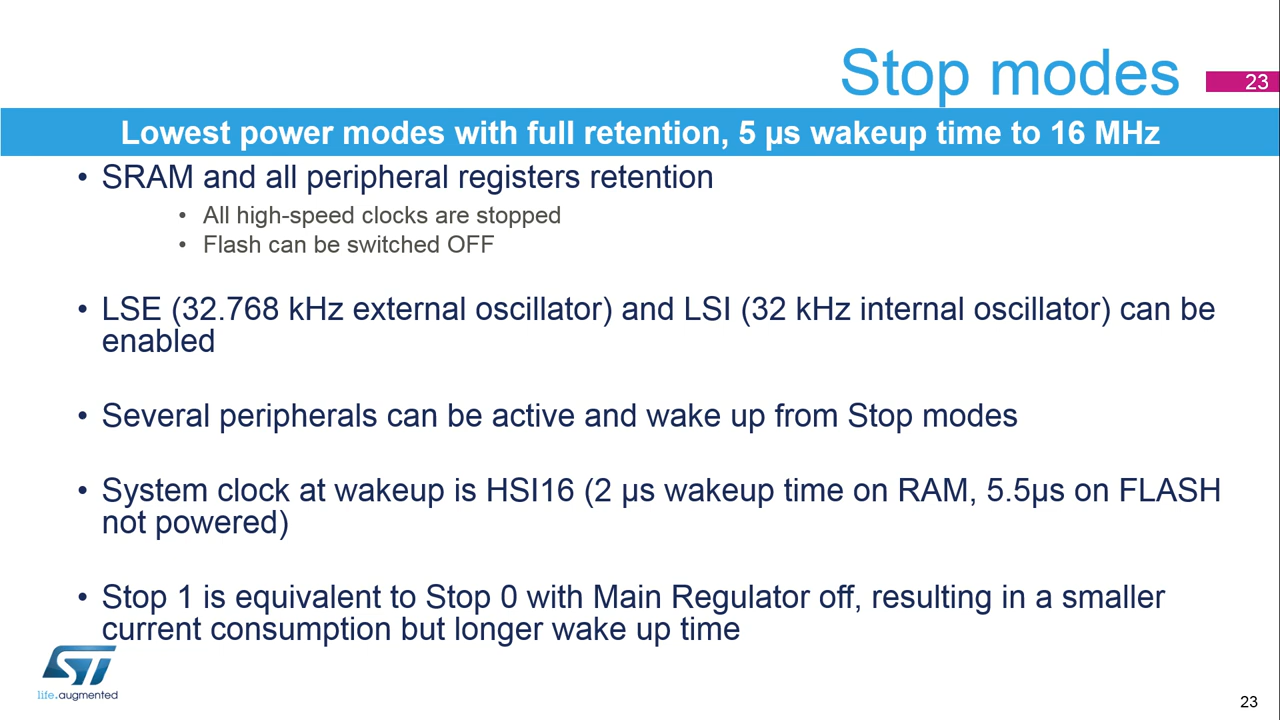 Stop modes
23
Lowest power modes with full retention, 5 µs wakeup time to 16 MHz
• SRAM and all peripheral registers retention
• All high-speed clocks are stopped
• Flash can be switched OFF
• LSE (32.768 kHz external oscillator) and LSI (32 kHz internal oscillator) can be
enabled
• Several peripherals can be active and wake up from Stop modes
• System clock at wakeup is HSI16 (2 µs wakeup time on RAM, 5.5µs on FLASH
not powered)
• Stop 1 is equivalent to Stop 0 with Main Regulator off, resulting in a smaller
current consumption but longer wake up time
ST
life.augmented
23